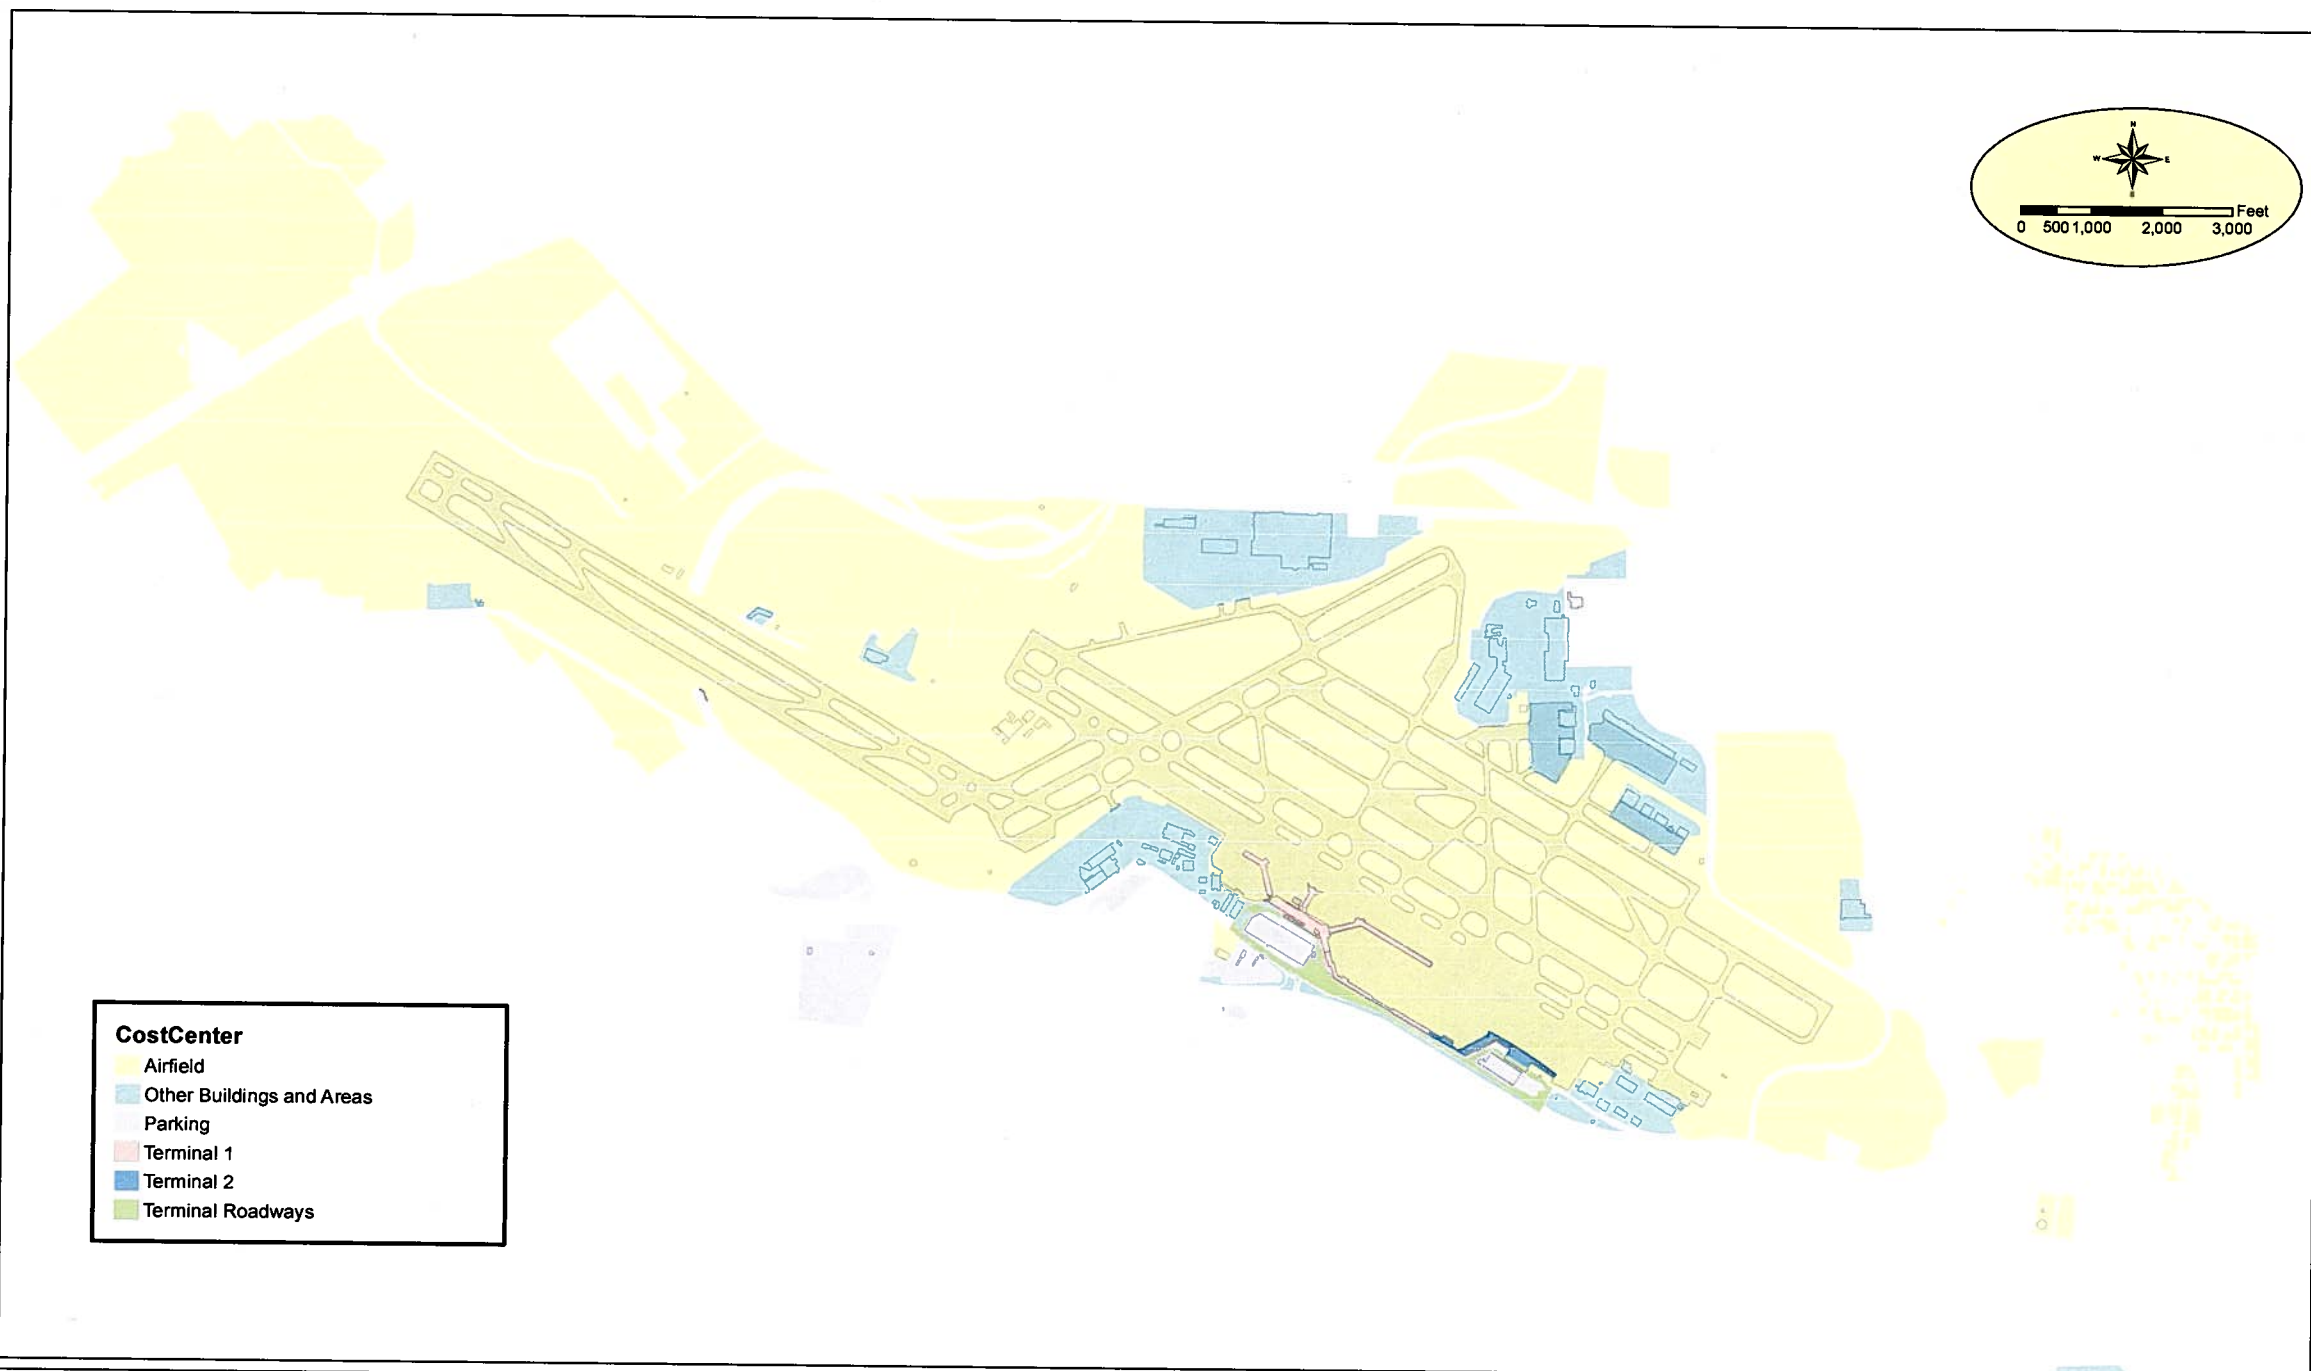 N
W E
S
Feet
0 500 1,000 2,000 3,000
CostCenter
Airfield
Other Buildings and Areas
Parking
Terminal 1
Terminal 2
Terminal Roadways